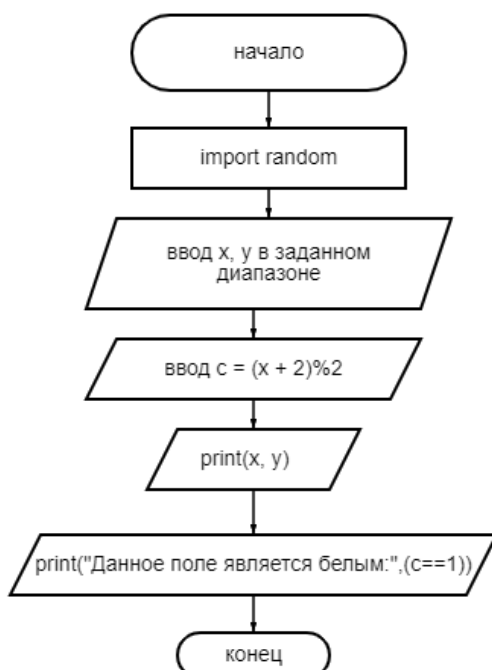 начало
import random
ввод x, y в заданном
диапазоне
ввод c = (x + 2)%2
print(x, y)
print("Данное поле является белым:",(c==1))
конец